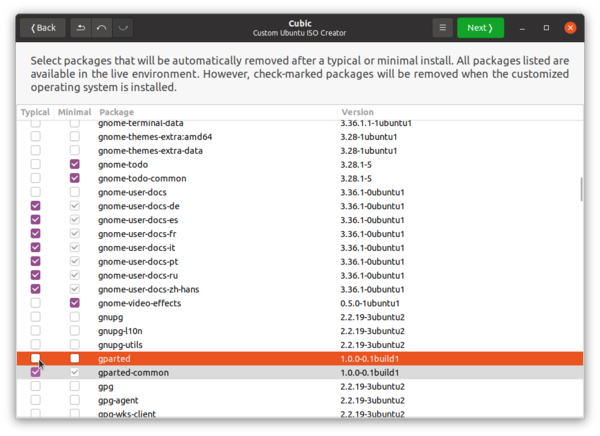 Cubic
❬Back
Custom Ubuntu ISO Creator
Next❭
Select packages that will be automatically removed after a typical or minimal install. All packages listed are
available in the live environment. However, check-marked packages will be removed when the customized
operating system is installed.
Typical Minimal Package Version
gnome-terminal-data 3.36.1.1-1ubuntu1
gnome-themes-extra:amd64 3.28-1ubuntu1
gnome-themes-extra-data 3.28-1ubuntu1
gnome-todo 3.28.1-5
gnome-todo-common 3.28.1-5
gnome-user-docs 3.36.1-0ubuntu1
gnome-user-docs-de 3.36.1-0ubuntu1
gnome-user-docs-es 3.36.1-0ubuntu1
gnome-user-docs-fr 3.36.1-0ubuntu1
gnome-user-docs-it 3.36.1-0ubuntu1
gnome-user-docs-pt 3.36.1-0ubuntu1
gnome-user-docs-ru 3.36.1-0ubuntu1
gnome-user-docs-zh-hans 3.36.1-0ubuntu1
gnome-video-effects 0.5.0-1ubuntu1
gnupg 2.2.19-3ubuntu2
gnupg-l10n 2.2.19-3ubuntu2
gnupg-utils 2.2.19-3ubuntu2
gparted 1.0.0-0.1build1
gparted-common 1.0.0-0.1build1
gpg 2.2.19-3ubuntu2
gpg-agent 2.2.19-3ubuntu2
gpg-wks-client 2.2.19-3ubuntu2